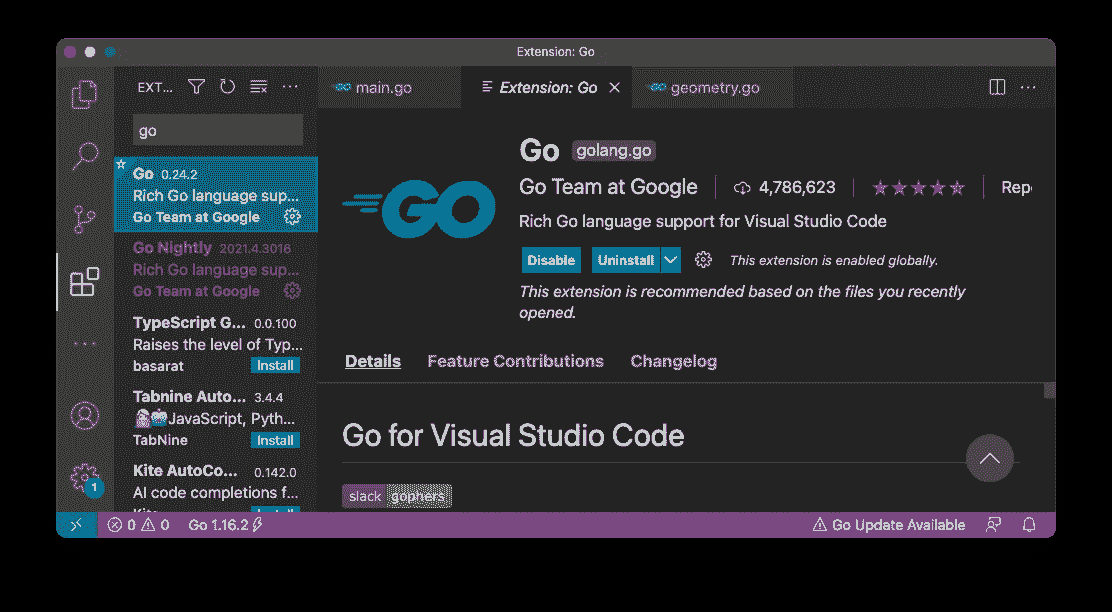 Extension: Go
EXT...
main.go
Extension: Go
geometry.go
go
Go 0.24.2
Rich Go language sup...
Go Team at Google
Go Nightly 2021.4.3016
Rich Go language sup...
Go Team at Google
TypeScript G... 0.0.100
Raises the level of Typ...
basarat
Install
Tabnine Auto... 3.4.4
JavaScript, Pyth...
TabNine
Install
Kite AutoCo... 0.142.0
AI code completions f...
GO
Go golang.go
Go Team at Google 4,786,623 Repo
Rich Go language support for Visual Studio Code
Disable Uninstall This extension is enabled globally.
This extension is recommended based on the files you recently
opened.
Details Feature Contributions Changelog
Go for Visual Studio Code
slack gophers
1
0 0 Go 1.16.2 Go Update Available